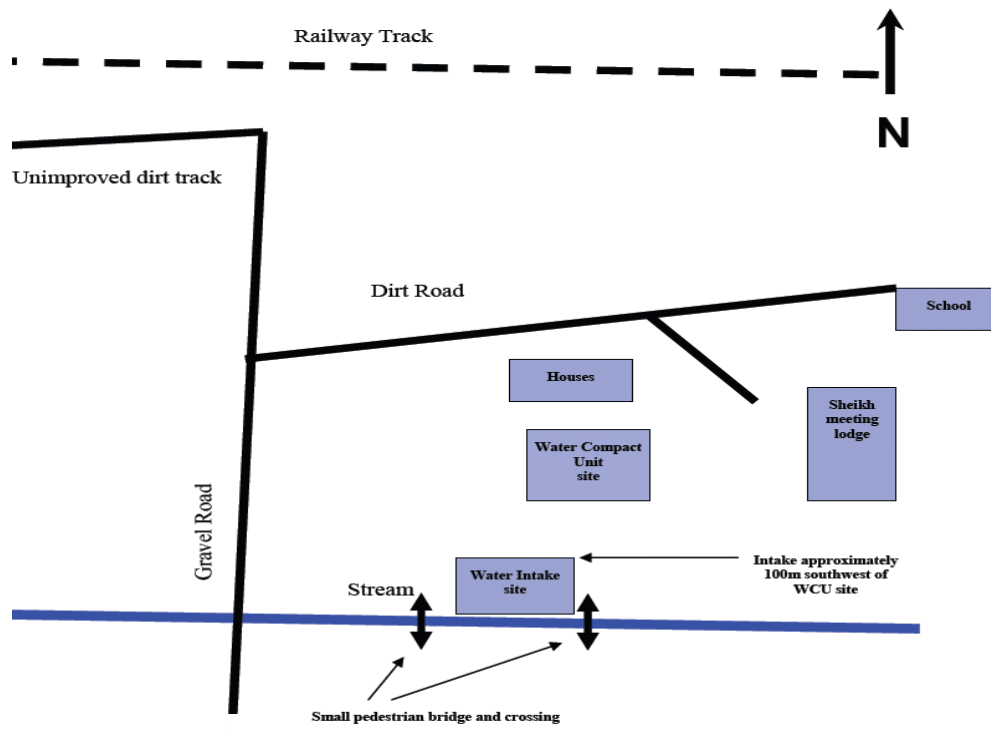 Railway Track
N
Unimproved dirt track
Dirt Road
School
Houses
Sheikh
meeting
lodge
Water Compact
Unit
site
Gravel Road
Intake approximately
100m southwest of
WCU site
Water Intake
site
Stream
Small pedestrian bridge and crossing